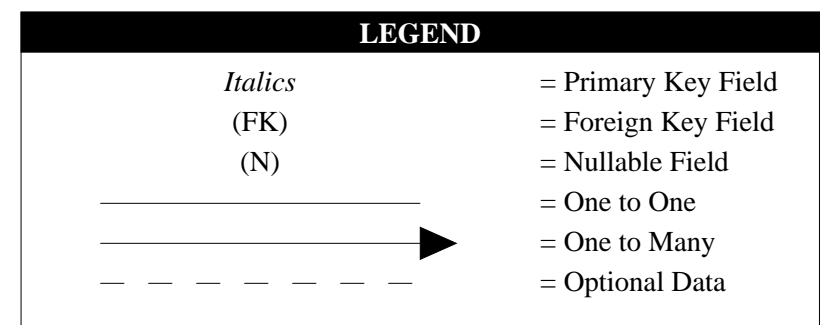 LEGEND
Italics = Primary Key Field
(FK) = Foreign Key Field
(N) = Nullable Field
= One to One
= One to Many
= Optional Data